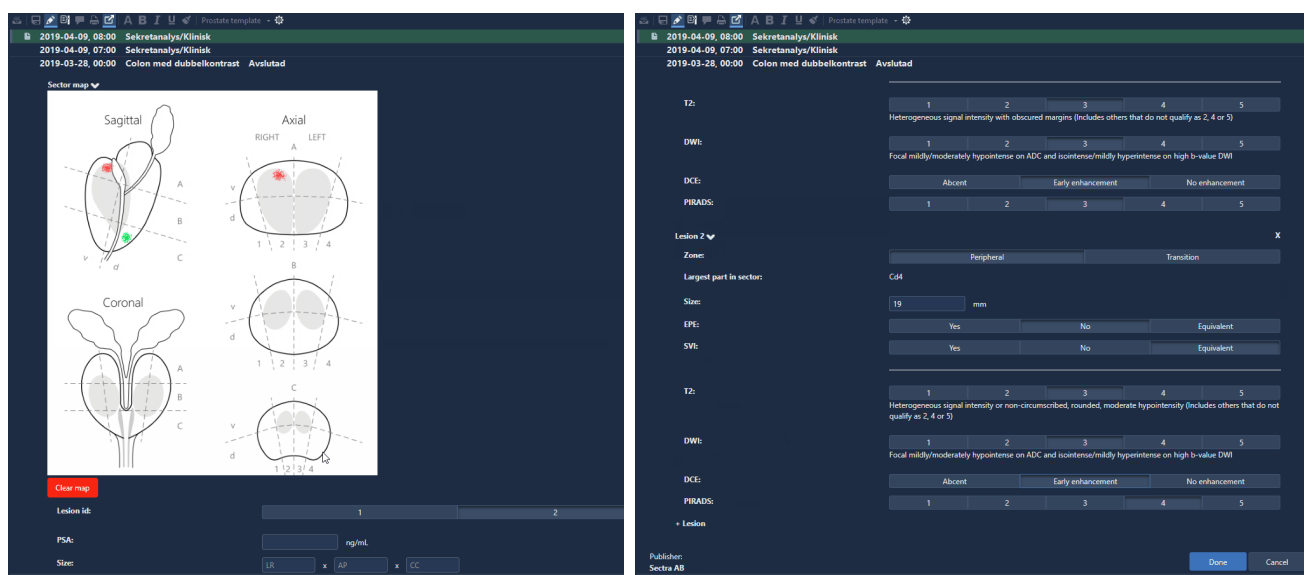 A B I U Prostate template
2019-04-09, 08:00 Sekretanalys/Klinisk
2019-04-09, 07:00 Sekretanalys/Klinisk
2019-03-28, 00:00 Colon med dubbelkontrast Avslutad
Sector map
Sagittal
Axial
RIGHT LEFT
A
A
v
B
d
C
1 2 3 4
v d
B
Coronal
v
d
A
1 2 3 4
B
C
C
v
d
1 2 3 4
Clear map
Lesion id: 1 2
PSA: ng/mL
Size: LR x AP x CC
A B I U Prostate template
2019-04-09, 08:00 Sekretanalys/Klinisk
2019-04-09, 07:00 Sekretanalys/Klinisk
2019-03-28, 00:00 Colon med dubbelkontrast Avslutad
T2: 1 2 3 4 5
Heterogeneous signal intensity with obscured margins (Includes others that do not qualify as 2, 4 or 5)
DWI: 1 2 3 4 5
Focal mildly/moderately hypointense on ADC and isointense/mildly hyperintense on high b-value DWI
DCE: Abcent Early enhancement No enhancement
PIRADS: 1 2 3 4 5
Lesion 2 X
Zone: Peripheral Transition
Largest part in sector: Cd4
Size: 19 mm
EPE: Yes No Equivalent
SVI: Yes No Equivalent
T2: 1 2 3 4 5
Heterogeneous signal intensity or non-circumscribed, rounded, moderate hypointensity (Includes others that do not
qualify as 2, 4 or 5)
DWI: 1 2 3 4 5
Focal mildly/moderately hypointense on ADC and isointense/mildly hyperintense on high b-value DWI
DCE: Abcent Early enhancement No enhancement
PIRADS: 1 2 3 4 5
+ Lesion
Publisher:
Sectra AB
Done Cancel